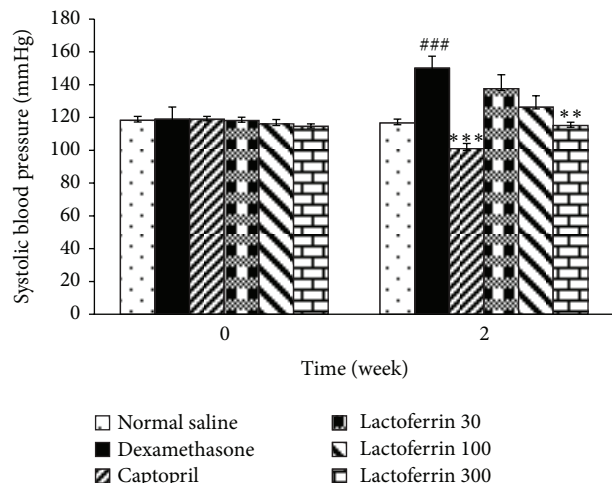 Systolic blood pressure (mmHg)
180
160
140
120
100
80
60
40
20
0
###
***
**
0
2
Time (week)
Normal saline
Dexamethasone
Captopril
Lactoferrin 30
Lactoferrin 100
Lactoferrin 300